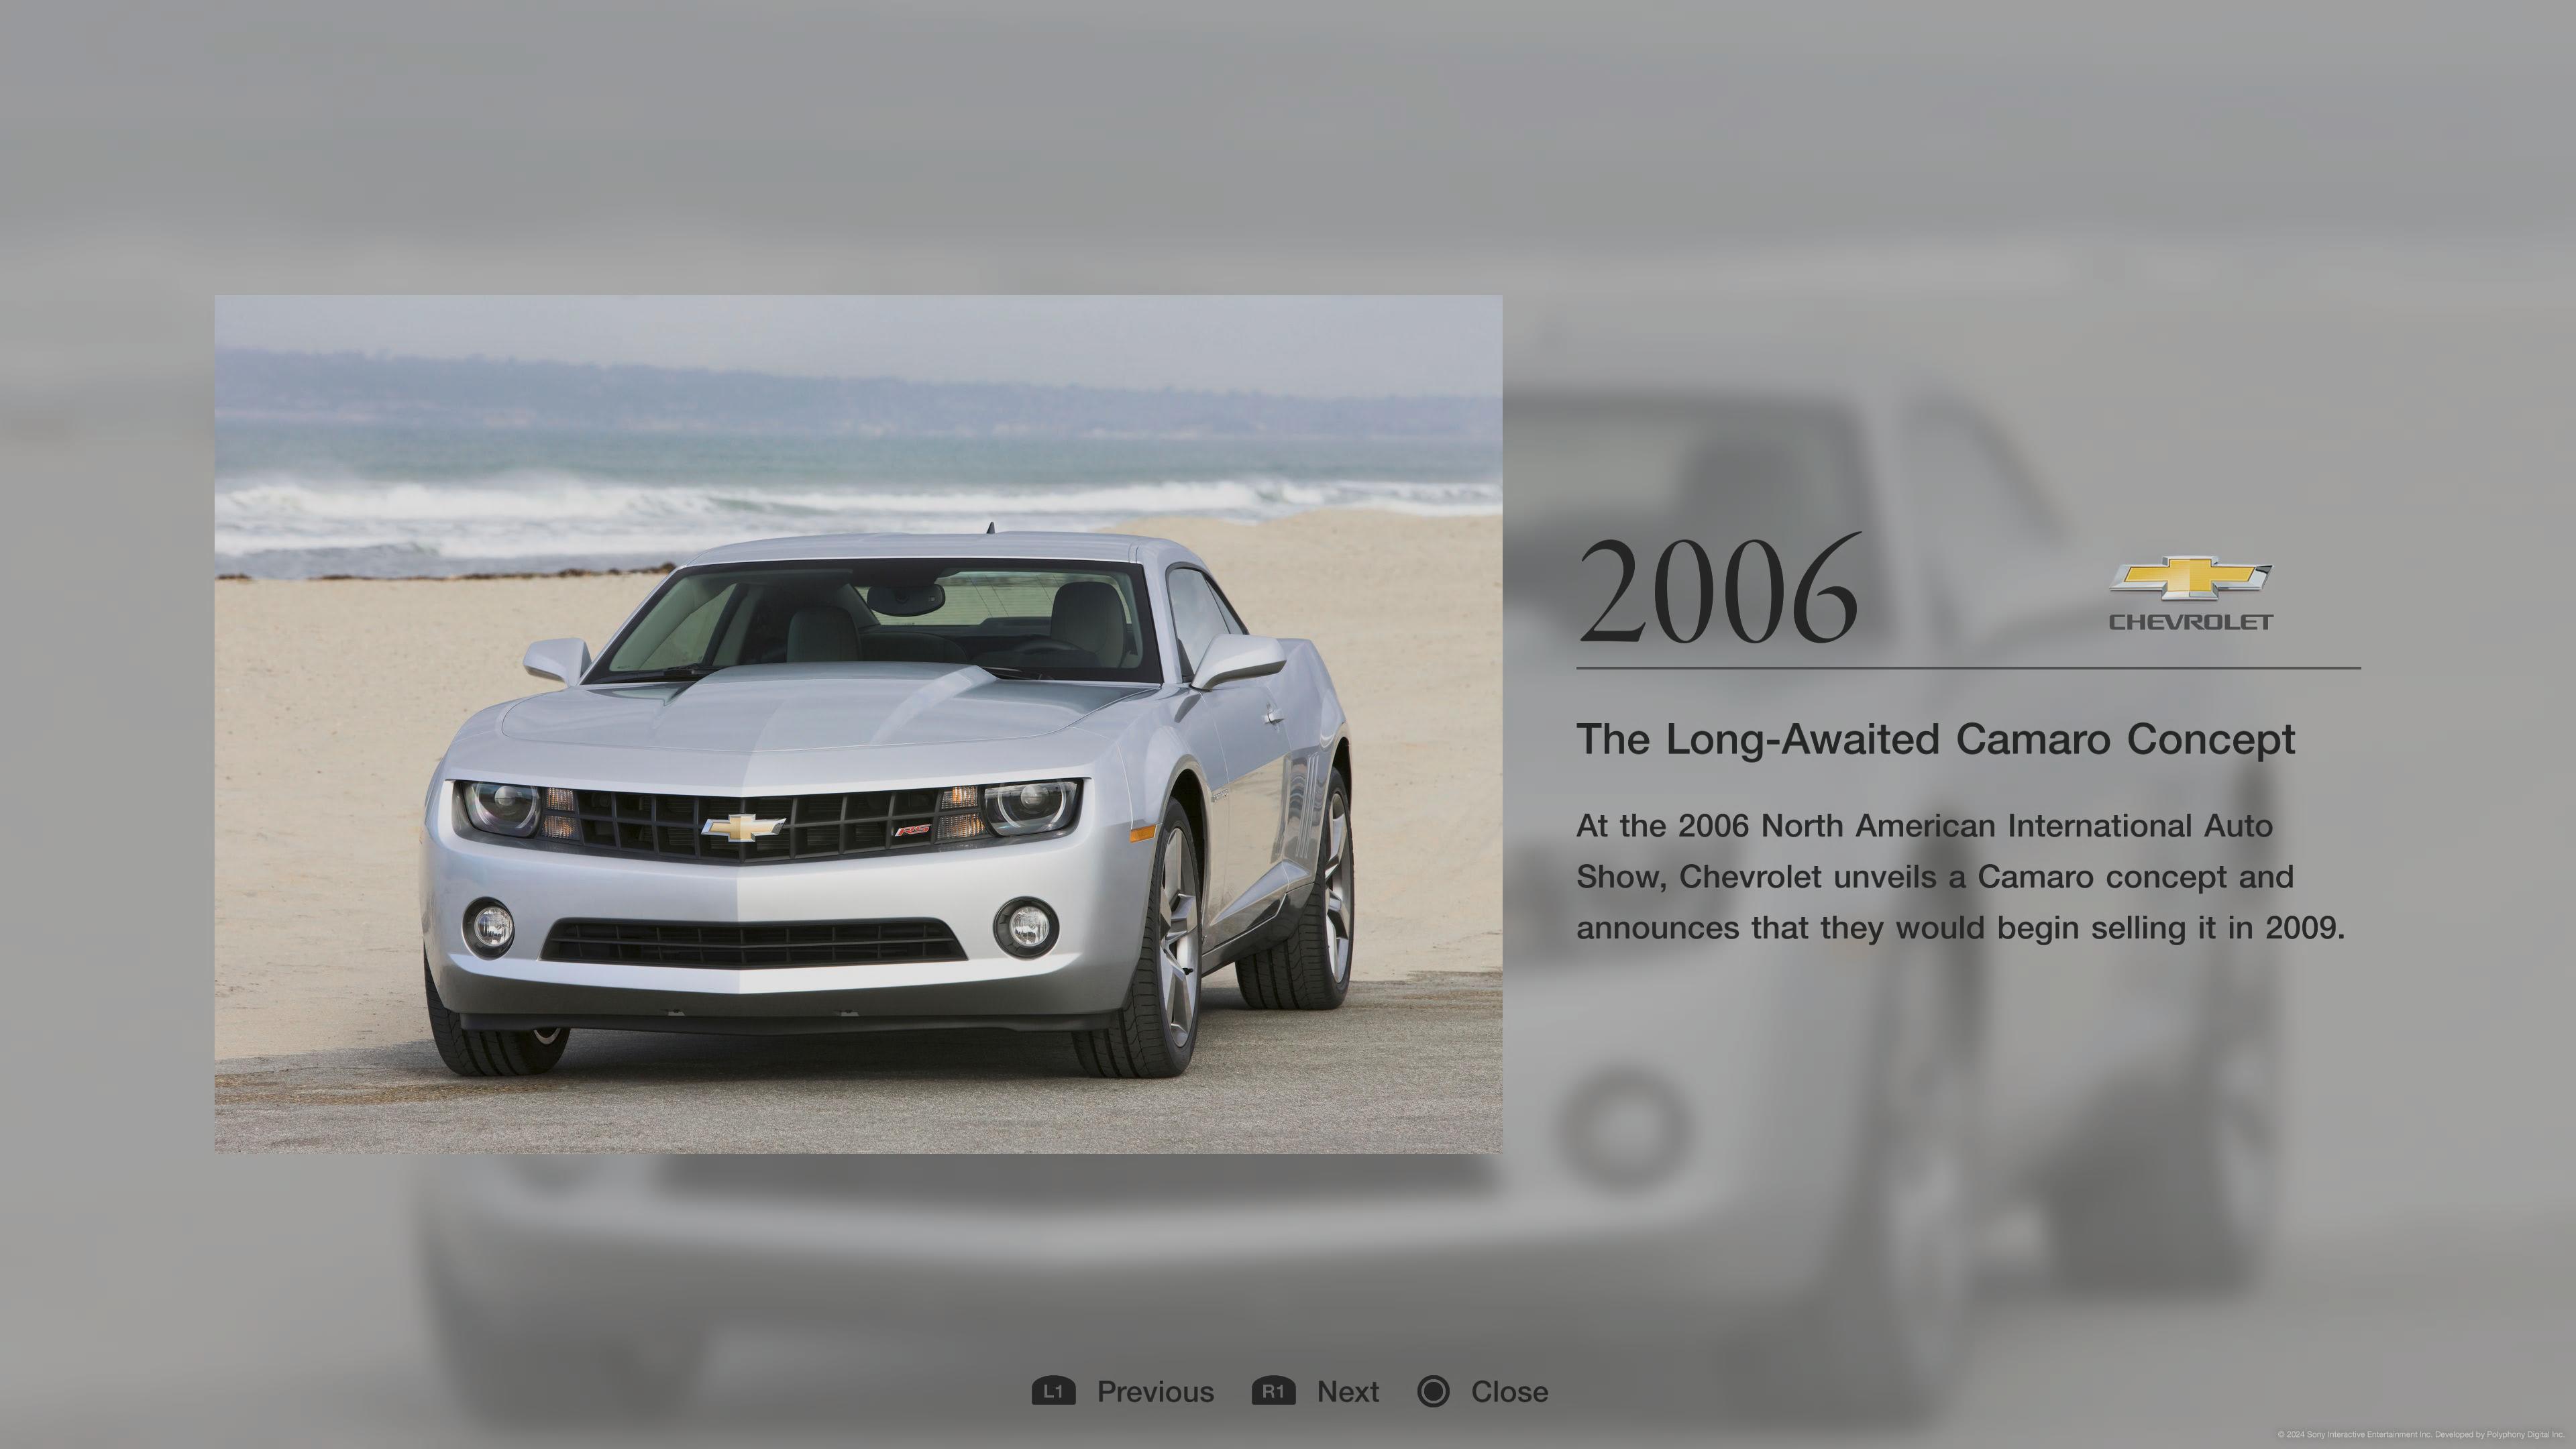 2006
CHEVROLET
The Long-Awaited Camaro Concept
At the 2006 North American International Auto
Show, Chevrolet unveils a Camaro concept and
announces that they would begin selling it in 2009.
RS
L1 Previous R1 Next Close
© 2024 Sony Interactive Entertainment Inc. Developed by Polyphony Digital Inc.